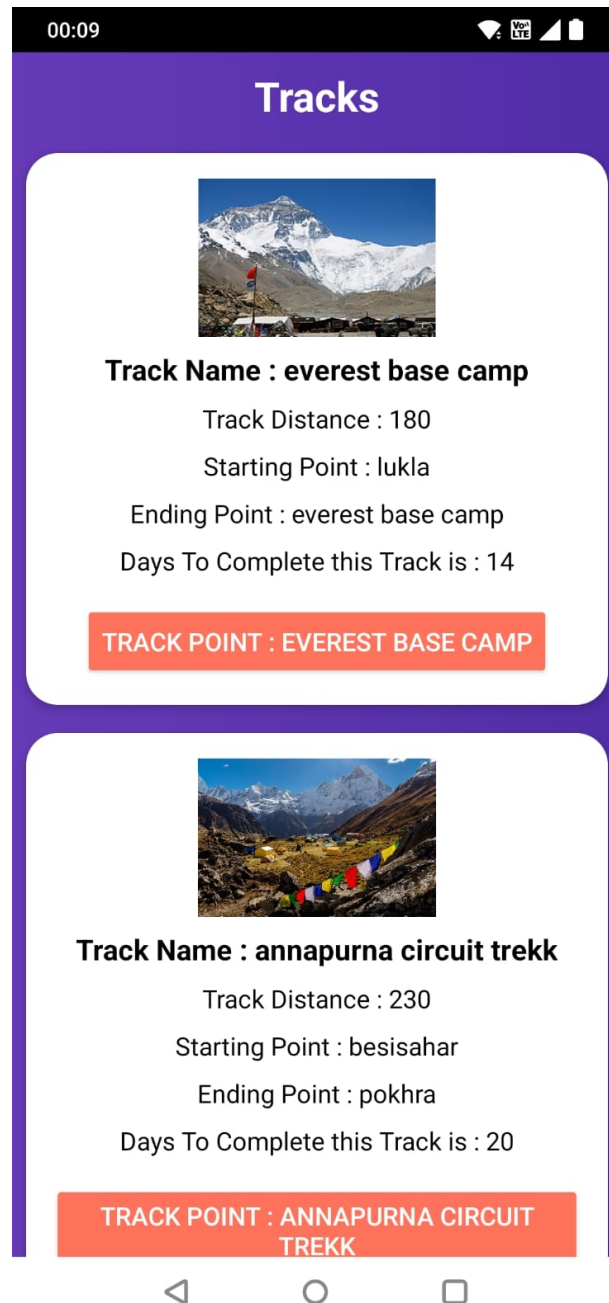 00:09
Vo))
LTE
Tracks
Track Name : everest base camp
Track Distance : 180
Starting Point : lukla
Ending Point : everest base camp
Days To Complete this Track is : 14
TRACK POINT : EVEREST BASE CAMP
Track Name : annapurna circuit trekk
Track Distance : 230
Starting Point : besisahar
Ending Point : pokhra
Days To Complete this Track is : 20
TRACK POINT : ANNAPURNA CIRCUIT
TREKK